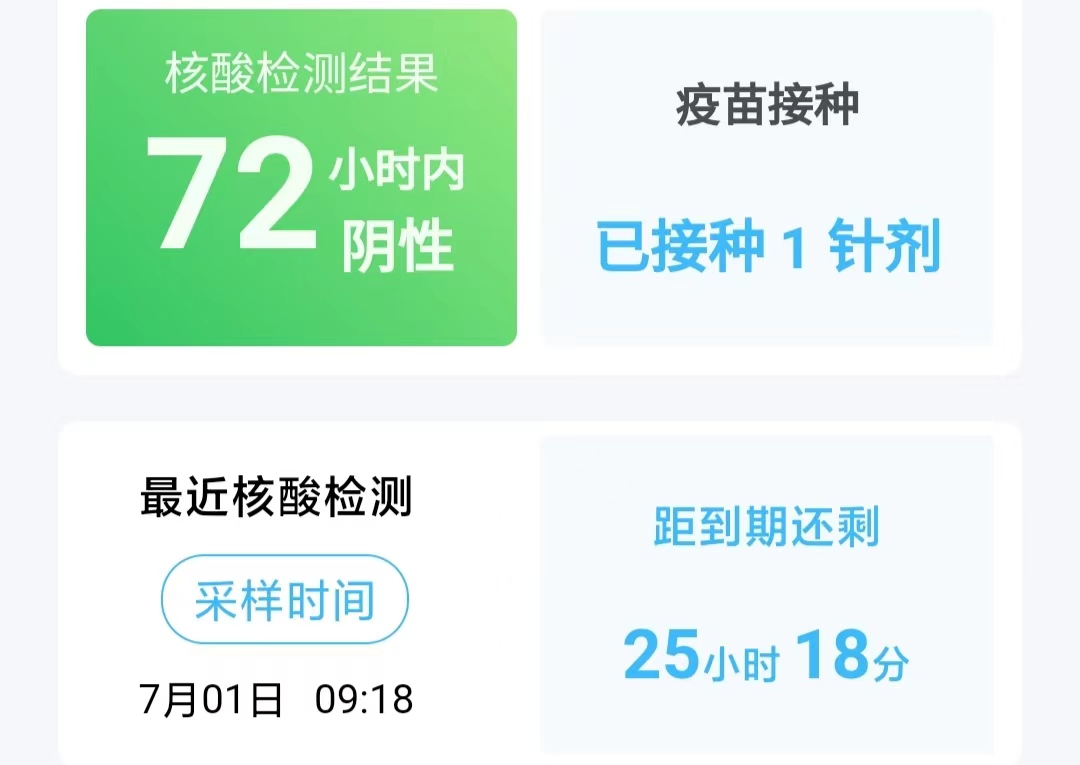 核酸检测结果
72小时内
阴性
疫苗接种
已接种 1 针剂
最近核酸检测
采样时间
7月01日 09:18
距到期还剩
25小时 18分